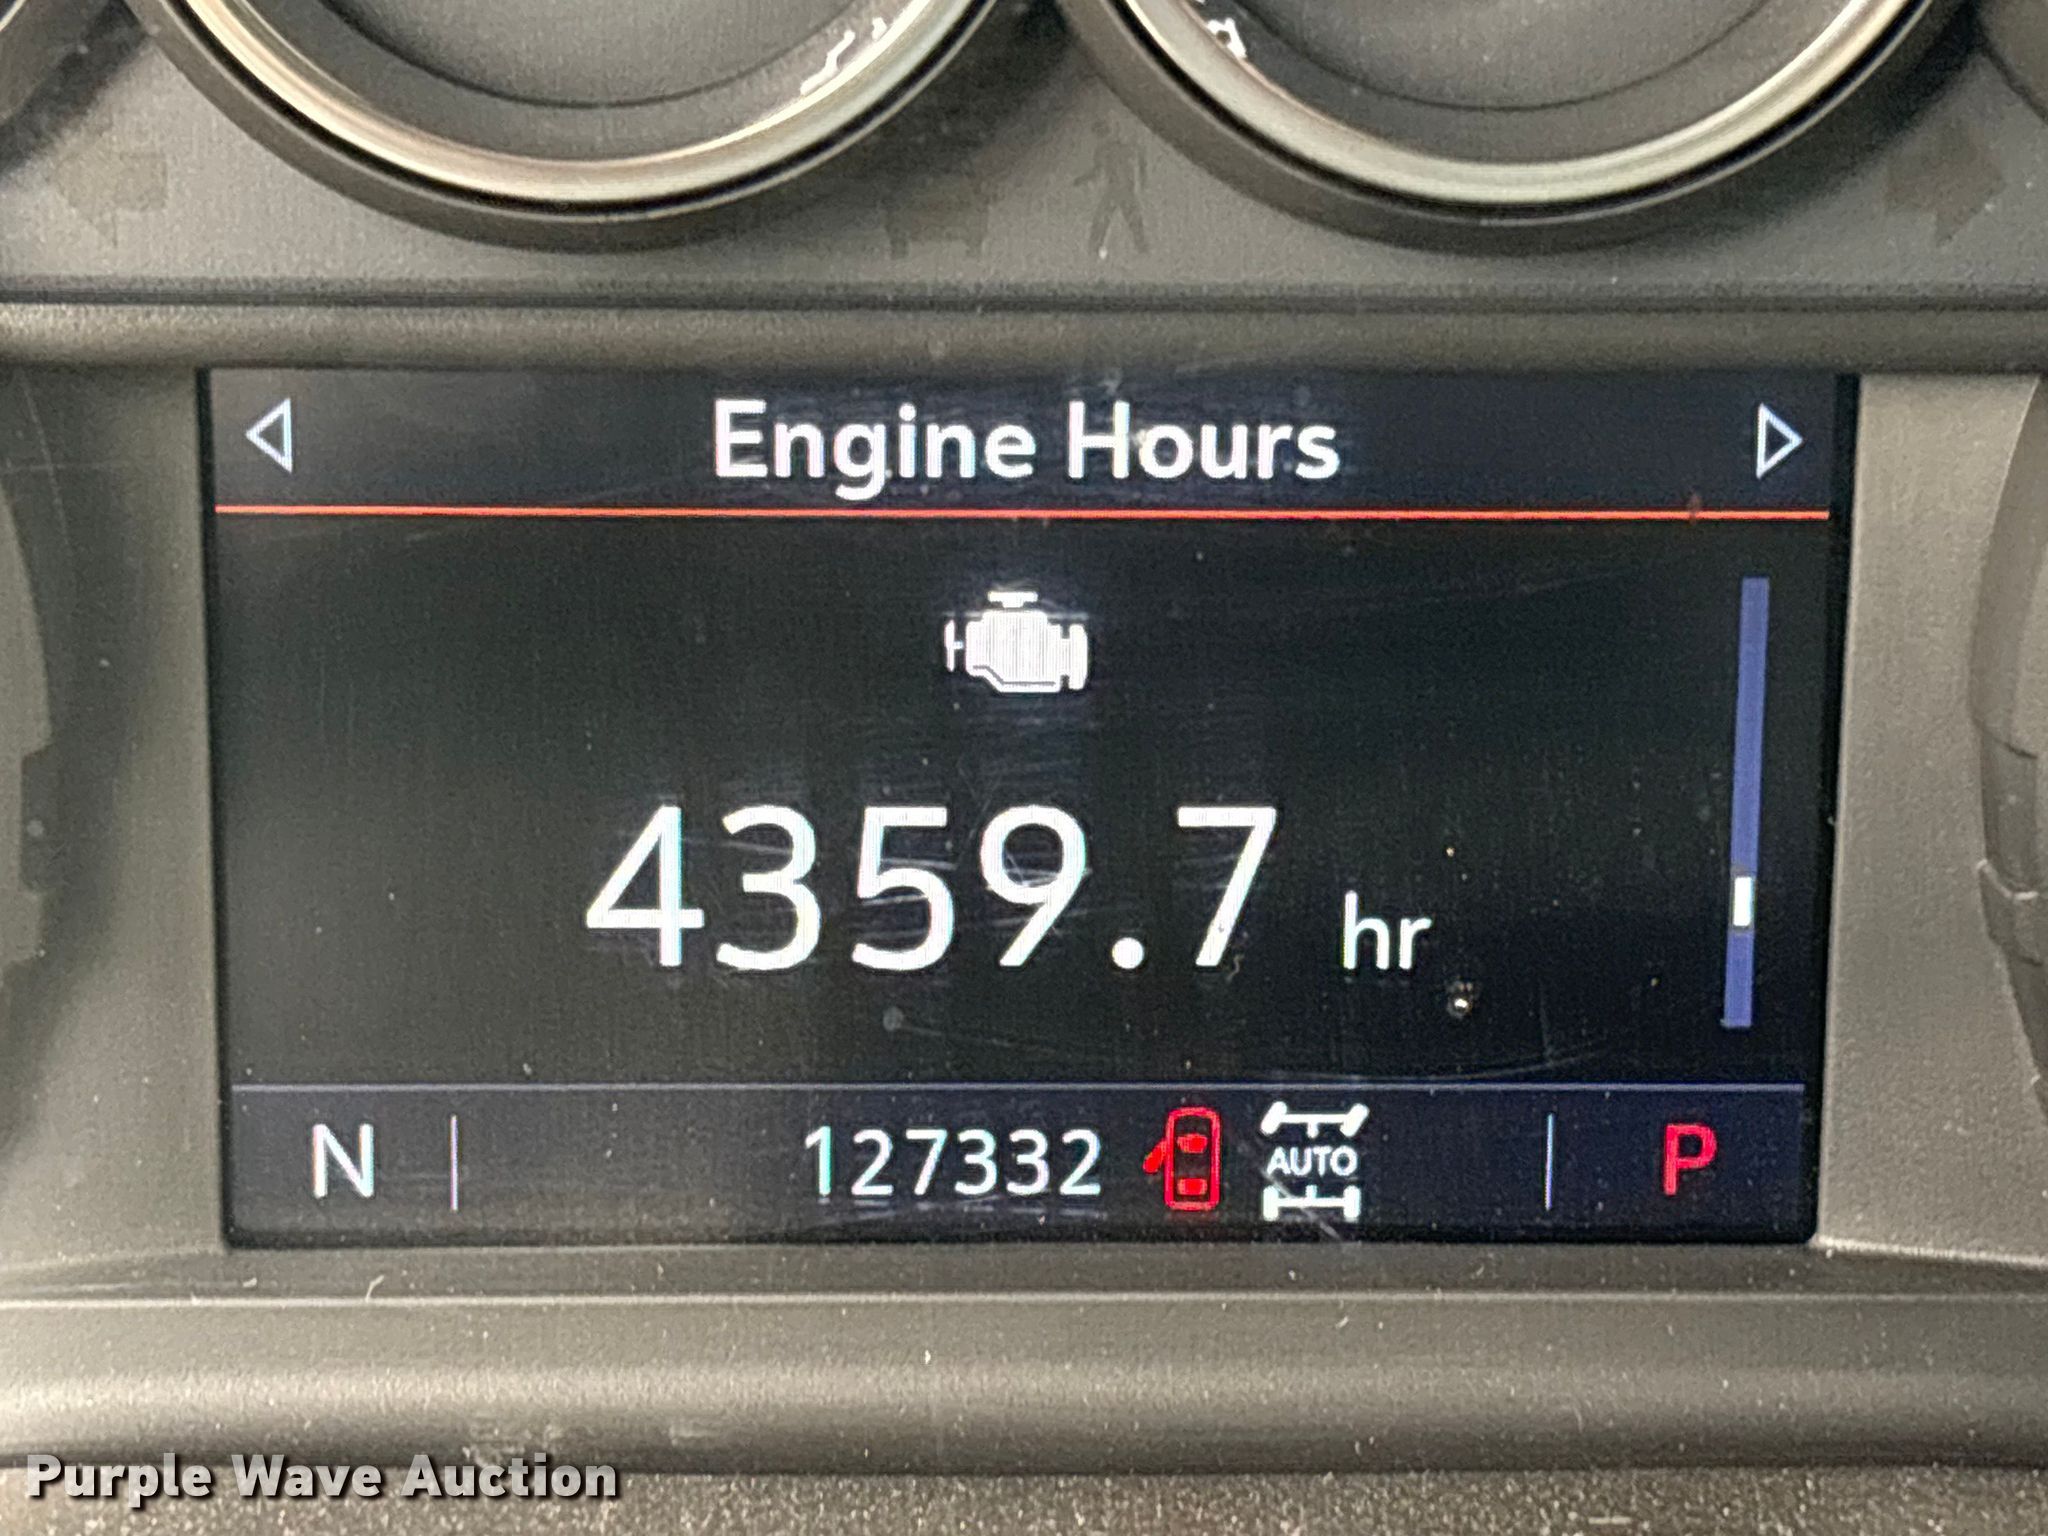 Engine Hours
4359.7 hr
N 127332 AUTO P
Purple Wave Auction